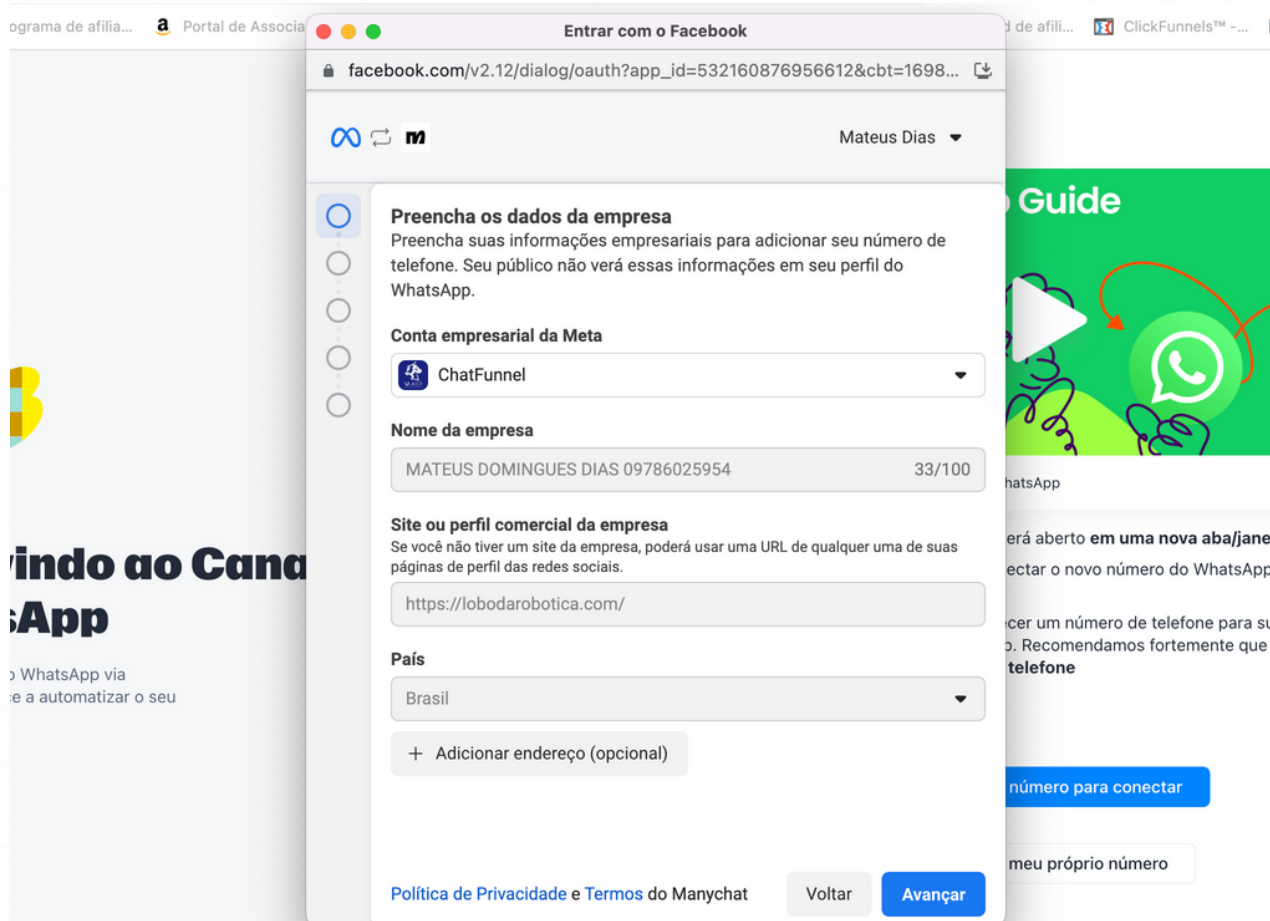 ograma de afilia...
a Portal de Associa
Entrar com o Facebook
d de afili...
ClickFunnels™ -...
facebook.com/v2.12/dialog/oauth?app_id=532160876956612&cbt=1698...
Mateus Dias
Preencha os dados da empresa
Preencha suas informações empresariais para adicionar seu número de
telefone. Seu público não verá essas informações em seu perfil do
WhatsApp.
Conta empresarial da Meta
ChatFunnel
Nome da empresa
MATEUS DOMINGUES DIAS 09786025954 33/100
Site ou perfil comercial da empresa
Se você não tiver um site da empresa, poderá usar uma URL de qualquer uma de suas
páginas de perfil das redes sociais.
https://lobodarobotica.com/
País
Brasil
+ Adicionar endereço (opcional)
Política de Privacidade e Termos do Manychat
Voltar
Avançar
vindo ao Cana
sApp
o WhatsApp via
e a automatizar o seu
Guide
hatsApp
erá aberto em uma nova aba/jane
ectar o novo número do WhatsApp
cer um número de telefone para su
o. Recomendamos fortemente que
telefone
número para conectar
meu próprio número